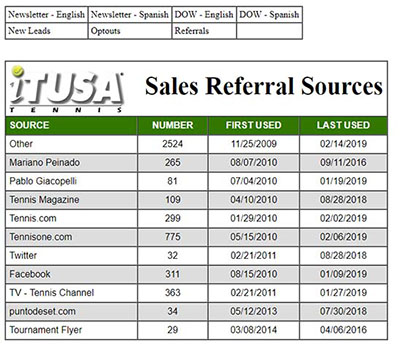 Newsletter - English Newsletter - Spanish DOW - English DOW - Spanish
New Leads Optouts Referrals
iTUSA
TENNIS
Sales Referral Sources
SOURCE NUMBER FIRST USED LAST USED
Other 2524 11/25/2009 02/14/2019
Mariano Peinado 265 08/07/2010 09/11/2016
Pablo Giacopelli 81 07/04/2010 01/19/2019
Tennis Magazine 109 04/10/2010 08/28/2018
Tennis.com 299 01/29/2010 02/02/2019
Tennisone.com 775 05/15/2010 02/06/2019
Twitter 32 02/21/2011 08/28/2018
Facebook 311 08/15/2010 01/09/2019
TV - Tennis Channel 363 02/21/2011 01/27/2019
puntodeset.com 34 05/12/2013 07/30/2018
Tournament Flyer 29 03/08/2014 04/06/2016